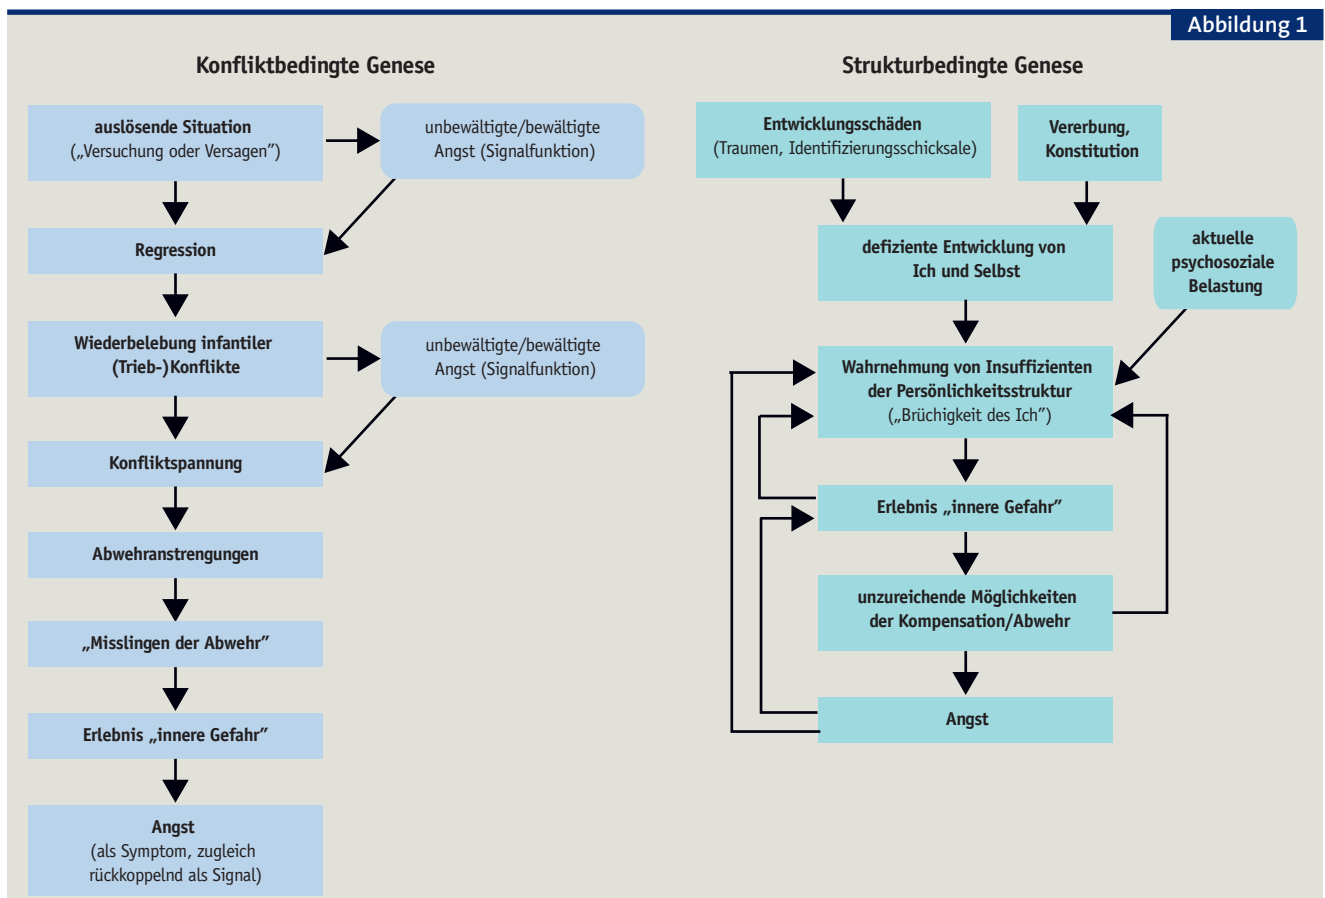 Abbildung 1
Konfliktbedingte Genese
auslösende Situation
(„Versuchung oder Versagen”)
unbewältigte/bewältigte
Angst (Signalfunktion)
Regression
Wiederbelebung infantiler
(Trieb-)Konflikte
unbewältigte/bewältigte
Angst (Signalfunktion)
Konfliktspannung
Abwehranstrengungen
„Misslingen der Abwehr”
Erlebnis „innere Gefahr”
Angst
(als Symptom, zugleich
rückkoppelnd als Signal)
Strukturbedingte Genese
Entwicklungsschäden
(Traumen, Identifizierungsschicksale)
Vererbung,
Konstitution
defiziente Entwicklung von
Ich und Selbst
aktuelle
psychosoziale
Belastung
Wahrnehmung von Insuffizienten
der Persönlichkeitsstruktur
(„Brüchigkeit des Ich”)
Erlebnis „innere Gefahr”
unzureichende Möglichkeiten
der Kompensation/Abwehr
Angst